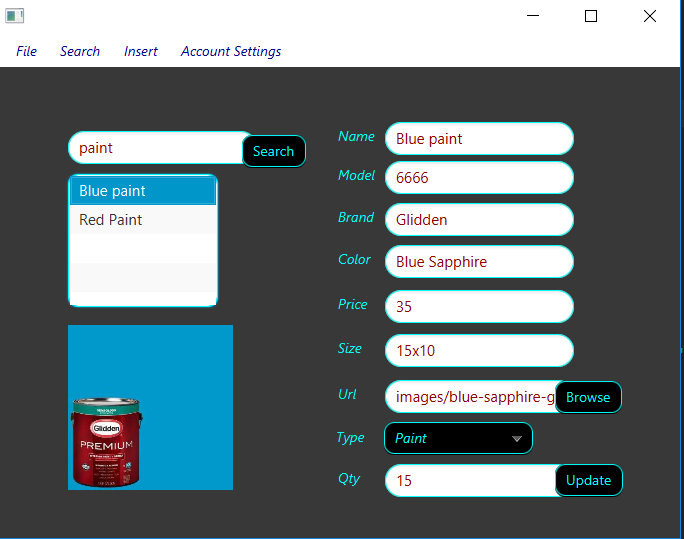 File Search Insert Account Settings
paint
Search
Blue paint
Red Paint
Glidden
PREMIUM
Name Blue paint
Model 6666
Brand Glidden
Color Blue Sapphire
Price 35
Size 15x10
Url images/blue-sapphire-g Browse
Type Paint
Qty 15 Update